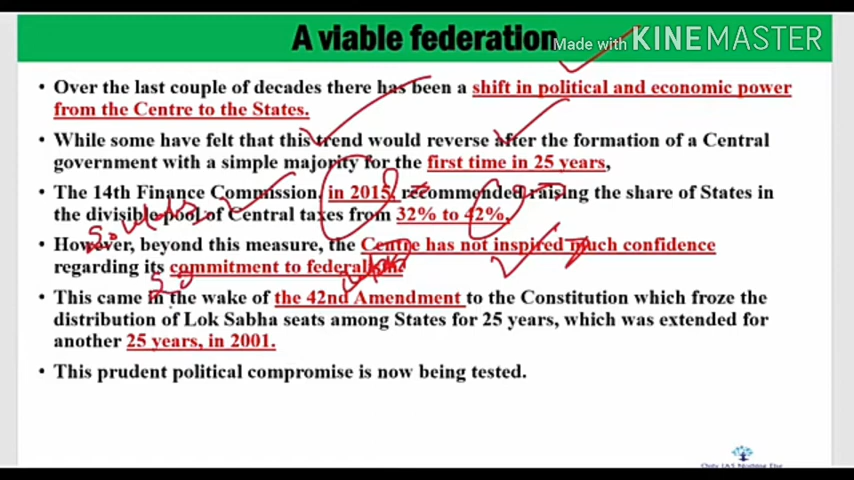 A viable federation
Made with KINEMASTER
• Over the last couple of decades there has been a shift in political and economic power
from the Centre to the States.
• While some have felt that this trend would reverse after the formation of a Central
government with a simple majority for the first time in 25 years,
• The 14th Finance Commission, in 2015, recommended raising the share of States in
the divisible pool of Central taxes from 32% to 42%.
• However, beyond this measure, the Centre has not inspired much confidence
regarding its commitment to federalism.
• This came in the wake of the 42nd Amendment to the Constitution which froze the
distribution of Lok Sabha seats among States for 25 years, which was extended for
another 25 years, in 2001.
• This prudent political compromise is now being tested.
Only IAS Nothing Else